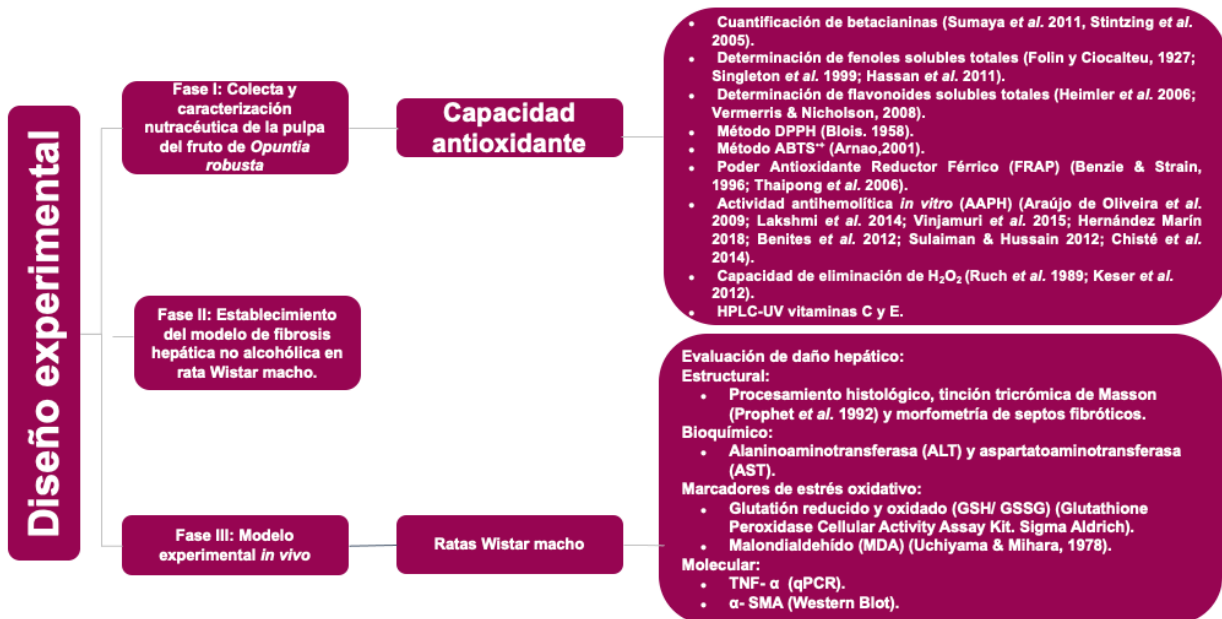 Diseño experimental
Fase I: Colecta y
caracterización
nutracéutica de la pulpa
del fruto de Opuntia
robusta
Capacidad
antioxidante
• Cuantificación de betacianinas (Sumaya et al. 2011, Stintzing et al.
2005).
• Determinación de fenoles solubles totales (Folin y Ciocalteu, 1927;
Singleton et al. 1999; Hassan et al. 2011).
• Determinación de flavonoides solubles totales (Heimler et al. 2006;
Vermerris & Nicholson, 2008).
• Método DPPH (Blois. 1958).
• Método ABTS•+ (Arnao,2001).
• Poder Antioxidante Reductor Férrico (FRAP) (Benzie & Strain,
1996; Thaipong et al. 2006).
• Actividad antihemolítica in vitro (AAPH) (Araújo de Oliveira et al.
2009; Lakshmi et al. 2014; Vinjamuri et al. 2015; Hernández Marín
2018; Benites et al. 2012; Sulaiman & Hussain 2012; Chisté et al.
2014).
• Capacidad de eliminación de H₂O₂ (Ruch et al. 1989; Keser et al.
2012).
• HPLC-UV vitaminas C y E.
Fase II: Establecimiento
del modelo de fibrosis
hepática no alcohólica en
rata Wistar macho.
Fase III: Modelo
experimental in vivo
Ratas Wistar macho
Evaluación de daño hepático:
Estructural:
• Procesamiento histológico, tinción tricrómica de Masson
(Prophet et al. 1992) y morfometría de septos fibróticos.
Bioquímico:
• Alaninoaminotransferasa (ALT) y aspartatoaminotransferasa
(AST).
Marcadores de estrés oxidativo:
• Glutatión reducido y oxidado (GSH/ GSSG) (Glutathione
Peroxidase Cellular Activity Assay Kit. Sigma Aldrich).
• Malondialdehído (MDA) (Uchiyama & Mihara, 1978).
Molecular:
• TNF- α (qPCR).
• α- SMA (Western Blot).